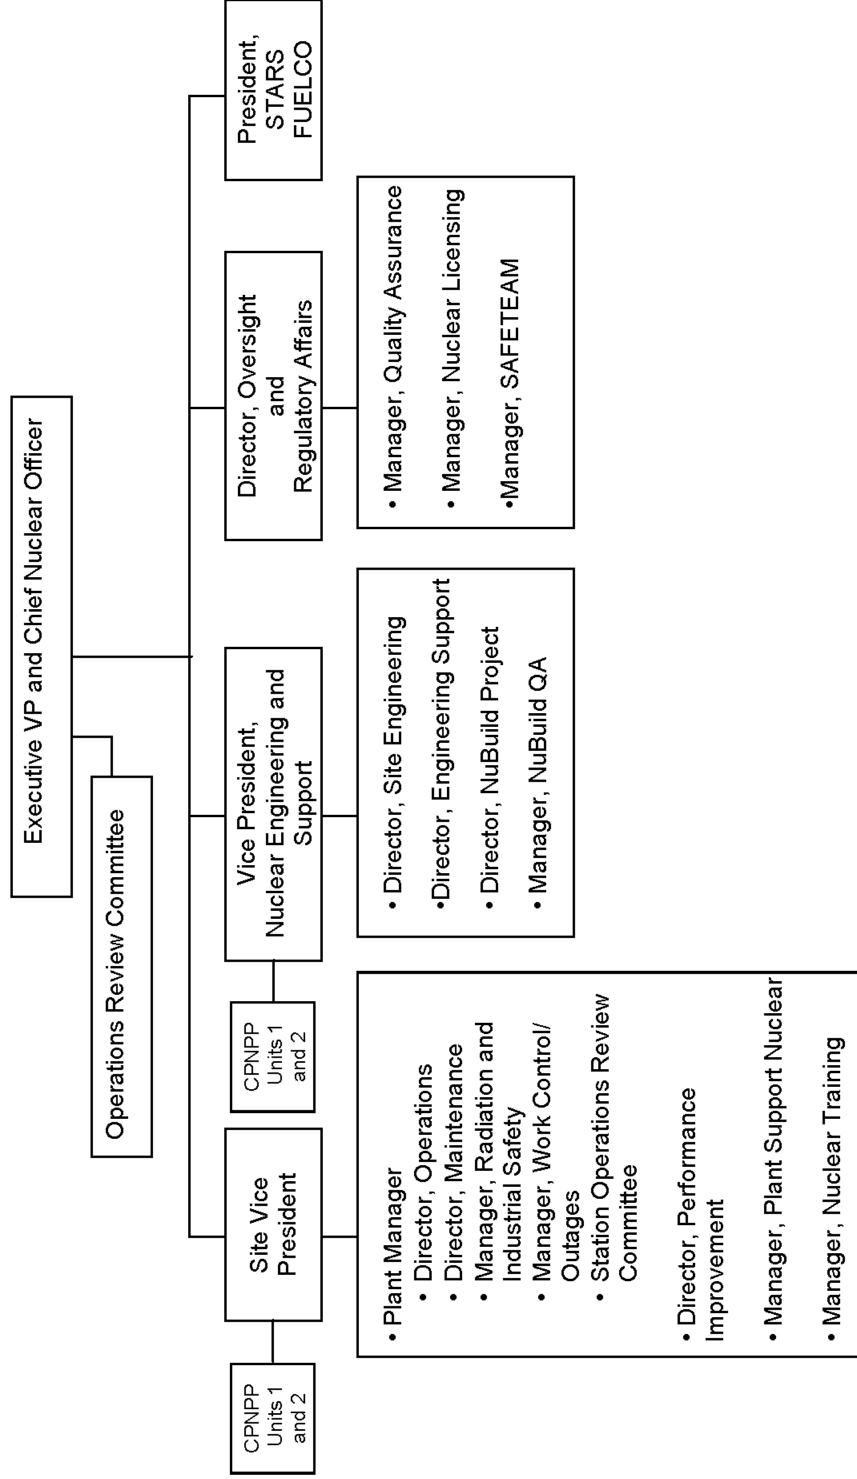 Executive VP and Chief Nuclear Officer
Operations Review Committee
CPNPP
Units 1
and 2
Site Vice
President
CPNPP
Units 1
and 2
Vice President,
Nuclear Engineering and
Support
Director, Oversight
and
Regulatory Affairs
President,
STARS
FUELCO
• Plant Manager
• Director, Operations
• Director, Maintenance
• Manager, Radiation and
Industrial Safety
• Manager, Work Control/
Outages
• Station Operations Review
Committee
• Director, Performance
Improvement
• Manager, Plant Support Nuclear
• Manager, Nuclear Training
• Director, Site Engineering
•Director, Engineering Support
• Director, NuBuild Project
• Manager, NuBuild QA
• Manager, Quality Assurance
• Manager, Nuclear Licensing
•Manager, SAFETEAM